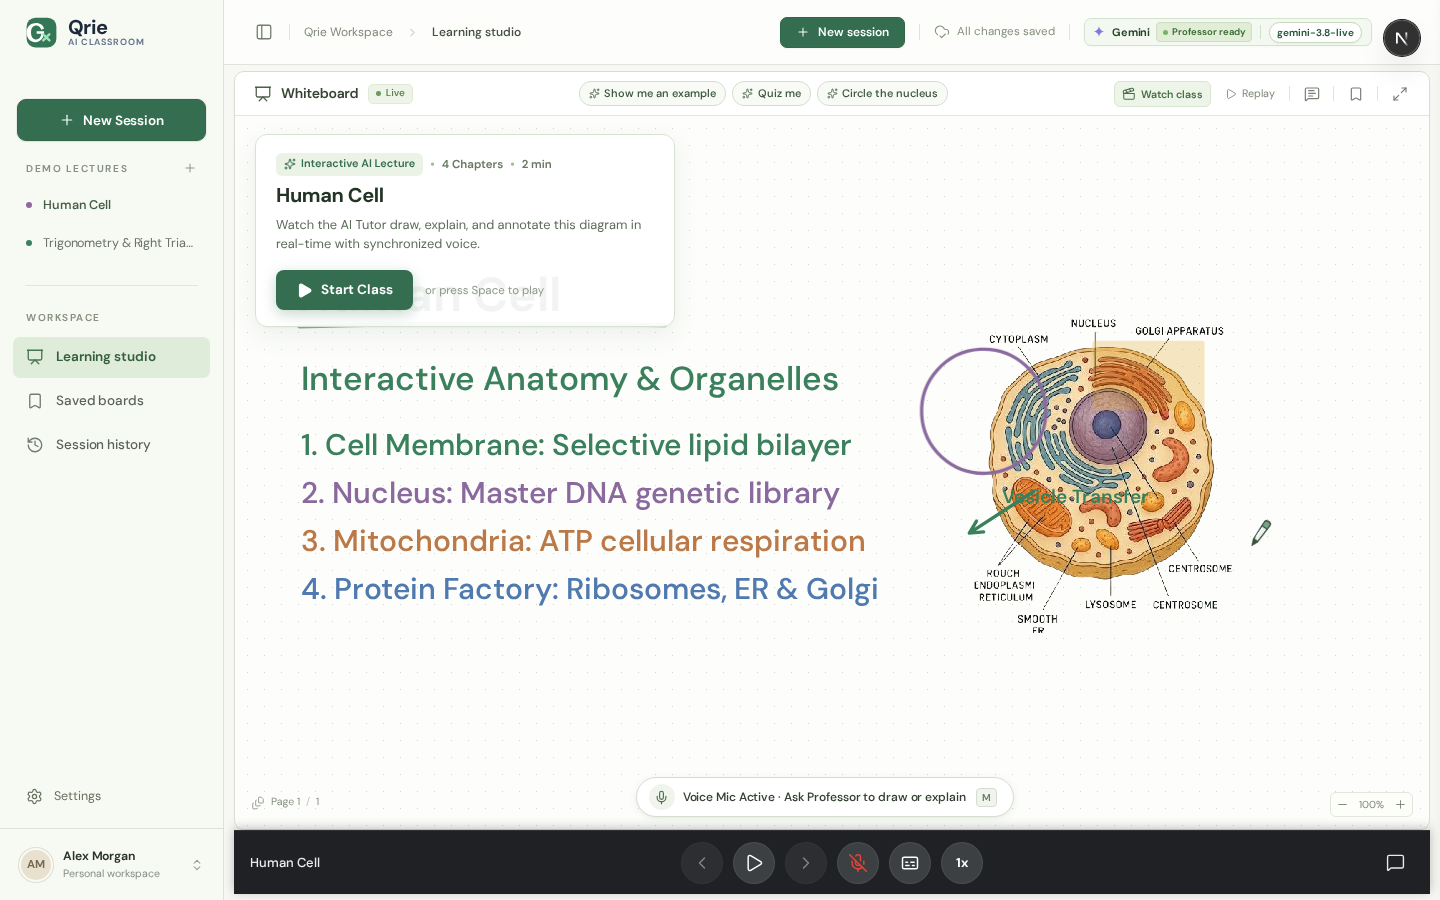 Qrie
AI CLASSROOM
Qrie Workspace
Learning studio
New session
All changes saved
Gemini
Professor ready
gemini-3.8-live
N
New Session
DEMO LECTURES
Human Cell
Trigonometry & Right Tria...
WORKSPACE
Learning studio
Saved boards
Session history
Settings
AM
Alex Morgan
Personal workspace
Whiteboard
Live
Show me an example
Quiz me
Circle the nucleus
Watch class
Replay
Interactive AI Lecture • 4 Chapters • 2 min
Human Cell
Watch the AI Tutor draw, explain, and annotate this diagram in
real-time with synchronized voice.
Start Class
or press Space to play
Cell
Interactive Anatomy & Organelles
1. Cell Membrane: Selective lipid bilayer
2. Nucleus: Master DNA genetic library
3. Mitochondria: ATP cellular respiration
4. Protein Factory: Ribosomes, ER & Golgi
NUCLEUS
CYTOPLASM
GOLGI APPARATUS
Vesicle Transfer
CENTROSOME
ROUCH
ENDOPLASMI
RETICULUM
LYSOSOME
CENTROSOME
SMOOTH
ER
Page 1 / 1
Voice Mic Active · Ask Professor to draw or explain
M
100%
Human Cell
1x